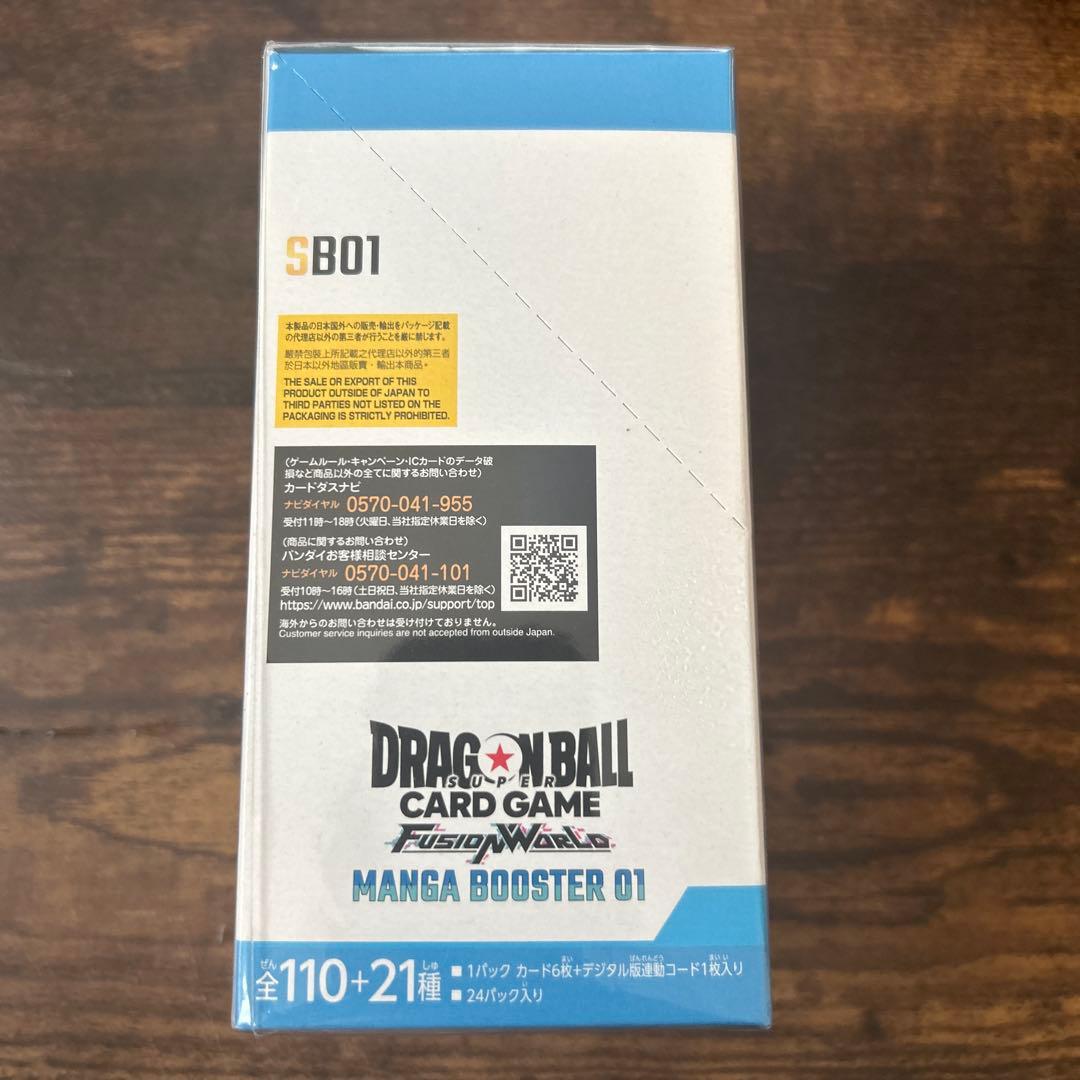 SB01
本製品の日本国外への販売・輸出をパッケージ記載
の代理店以外の第三者が行うことを厳に禁じます。
嚴禁包裝上所記載之代理店以外的第三者
於日本以外地區販賣・輸出本商品。
THE SALE OR EXPORT OF THIS
PRODUCT OUTSIDE OF JAPAN TO
THIRD PARTIES NOT LISTED ON THE
PACKAGING IS STRICTLY PROHIBITED.
(ゲームルール・キャンペーン・ICカードのデータ破
損など商品以外の全てに関するお問い合わせ)
カードダスナビ
ナビダイヤル 0570-041-955
受付11時〜18時(火曜日、当社指定休業日を除く)
(商品に関するお問い合わせ)
バンダイお客様相談センター
ナビダイヤル 0570-041-101
受付10時〜16時(土日祝日、当社指定休業日を除く)
https://www.bandai.co.jp/support/top
海外からのお問い合わせは受け付けておりません。
Customer service inquiries are not accepted from outside Japan.
DRAGON BALL
SUPER
CARD GAME
FUSION WORLD
MANGA BOOSTER 01
全110+21種
■ 1パック カード6枚+デジタル版連動コード1枚入り
■ 24パック入り